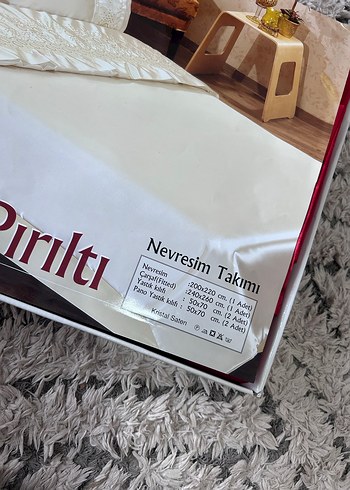 Pırıltı
Nevresim Takımı
Nevresim :200x220 cm. (1 Adet)
Çarşaf(Fitted) :240x260 cm. (1 Adet)
Yastık kılıfı : 50x70 cm. (2 Adet)
Pano Yastık kılıfı : 50x70 cm. (2 Adet)
Kristal Saten